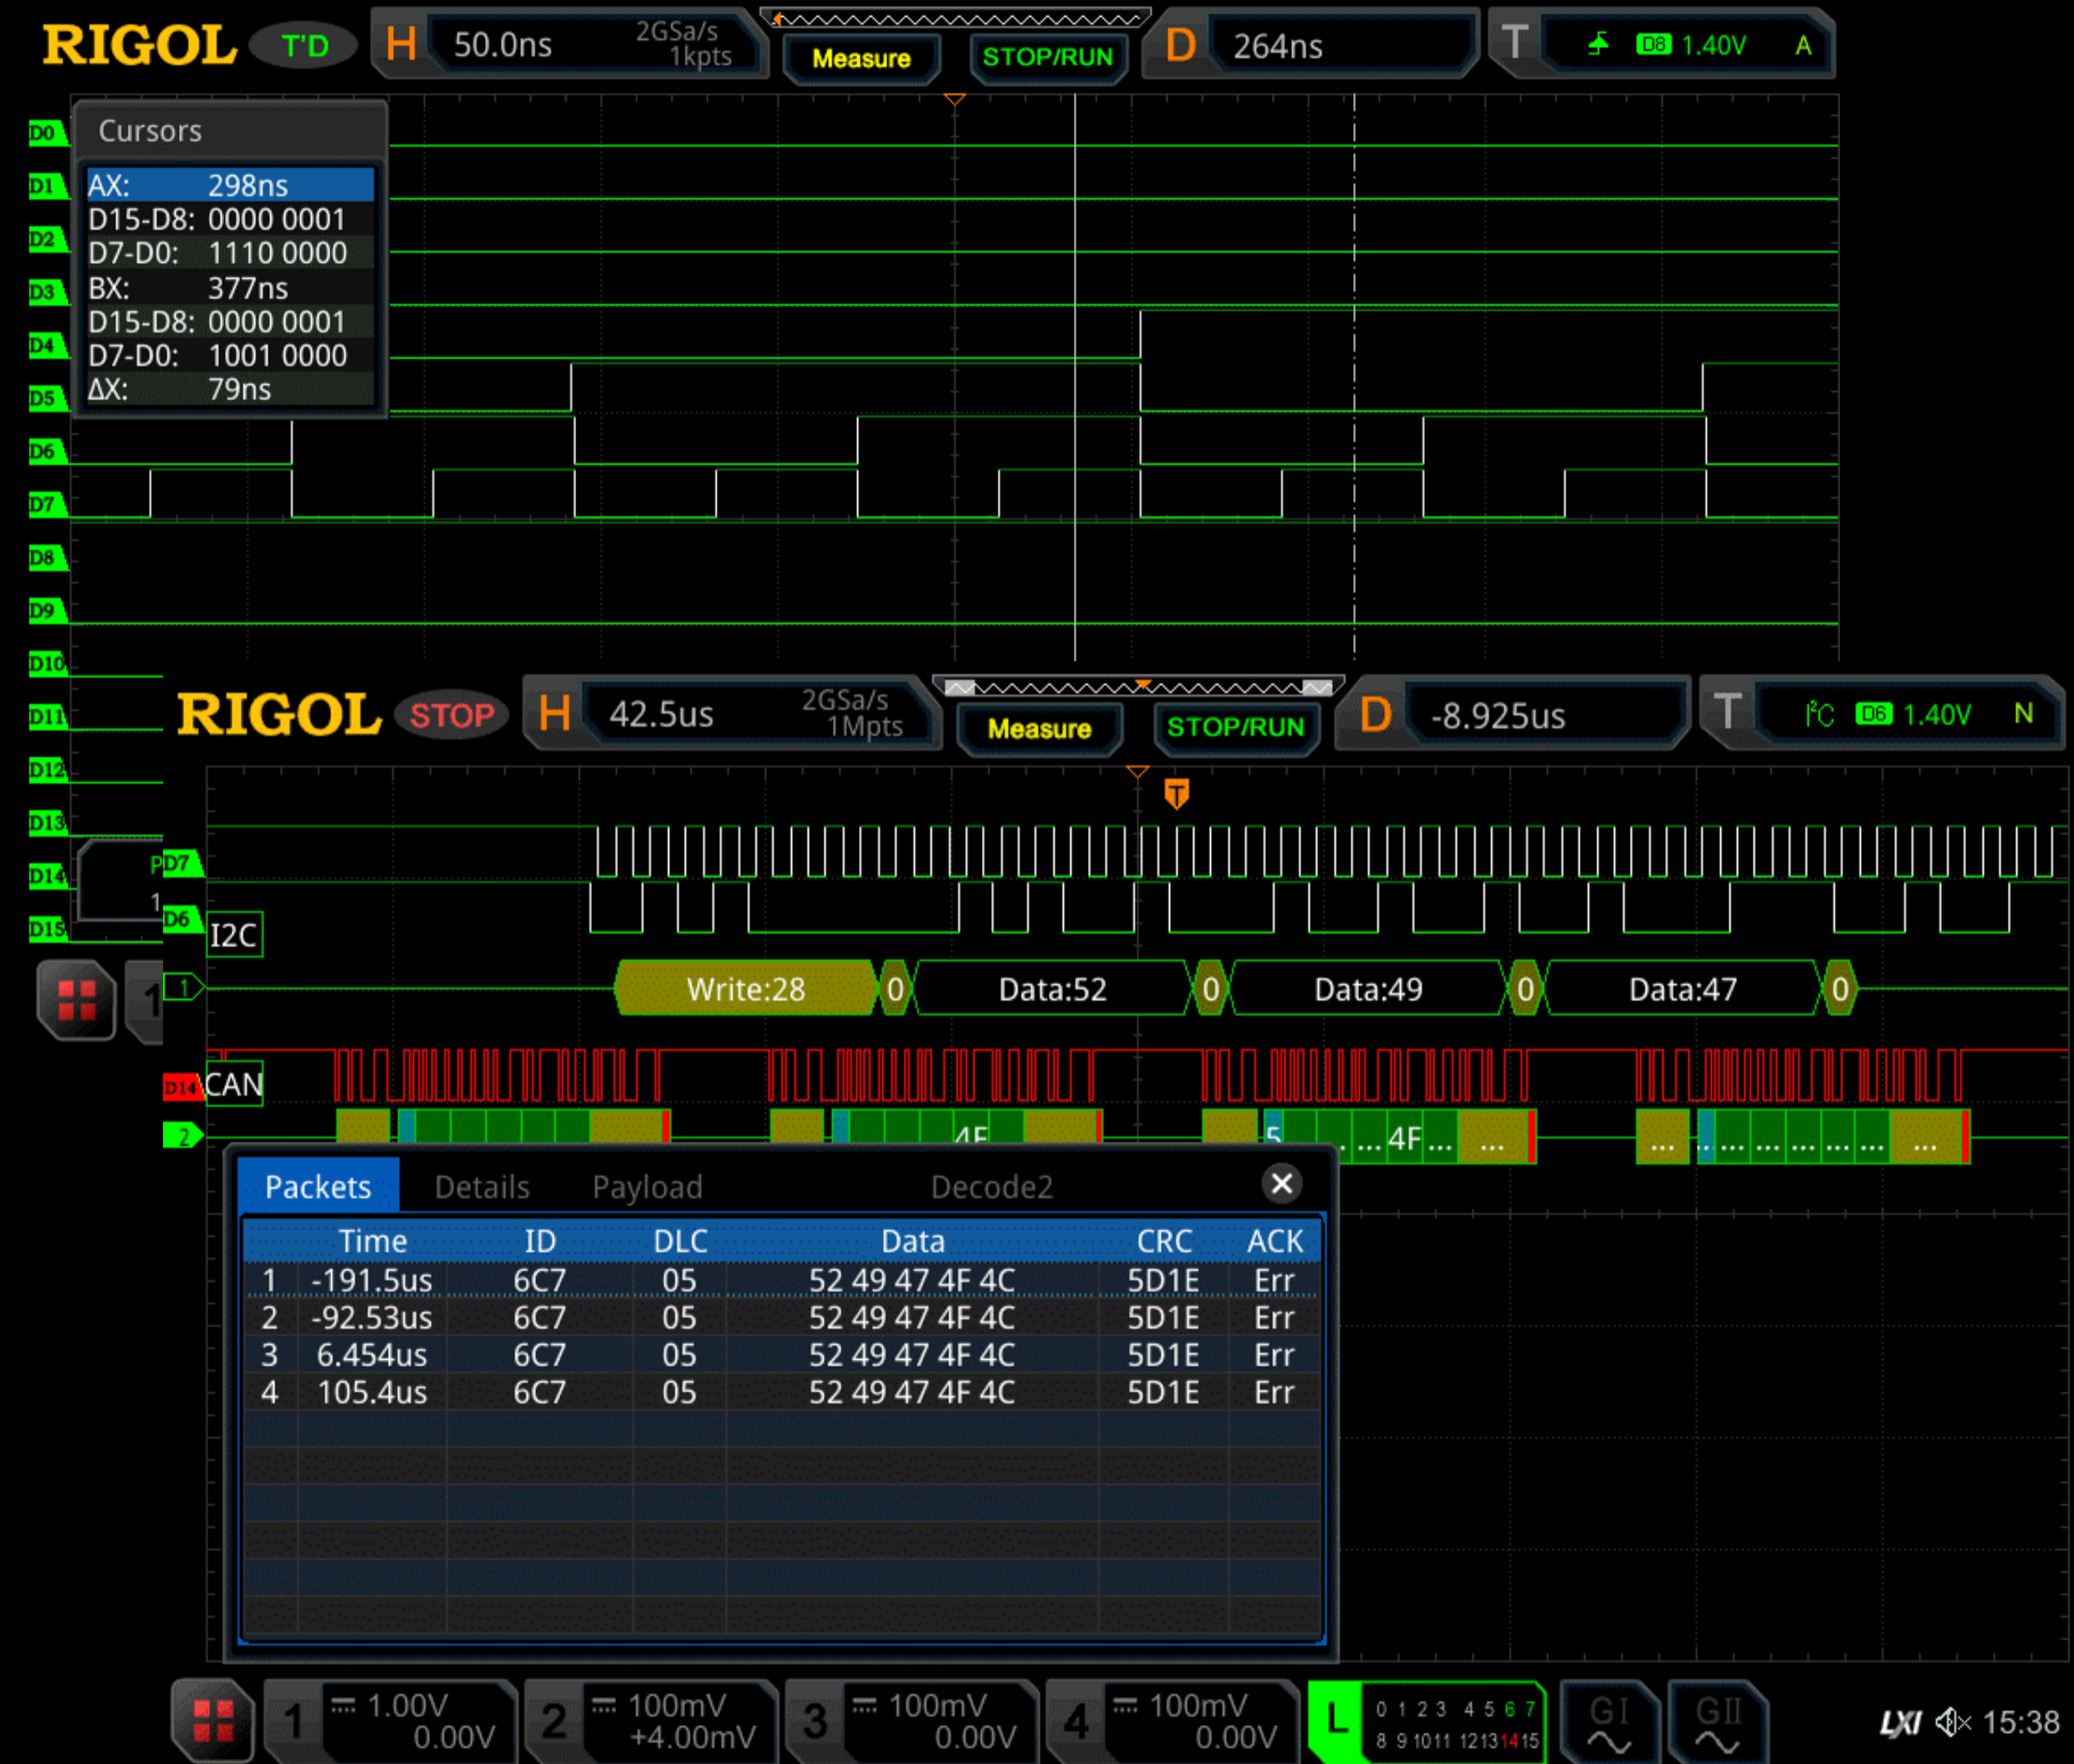 RIGOL T'D H 50.0ns 2GSa/s 1kpts Measure STOP/RUN D 264ns T D8 1.40V A
D0
Cursors
D1
AX: 298ns
D15-D8: 0000 0001
D2
D7-D0: 1110 0000
D3
BX: 377ns
D15-D8: 0000 0001
D4
D7-D0: 1001 0000
D5
ΔX: 79ns
D6
D7
D8
D9
D10
D11
RIGOL STOP H 42.5us 2GSa/s 1Mpts Measure STOP/RUN D -8.925us T I²C D6 1.40V N
D12
T
D13
D14
P
D7
1
D15
D6
I2C
1
1
Write:28 0 Data:52 0 Data:49 0 Data:47 0
D14 CAN
2
4F 5 ... 4F... ... ... ... ... ... ... ... ...
Packets Details Payload Decode2
Time ID DLC Data CRC ACK
1 -191.5us 6C7 05 52 49 47 4F 4C 5D1E Err
2 -92.53us 6C7 05 52 49 47 4F 4C 5D1E Err
3 6.454us 6C7 05 52 49 47 4F 4C 5D1E Err
4 105.4us 6C7 05 52 49 47 4F 4C 5D1E Err
1 1.00V 0.00V 2 100mV +4.00mV 3 100mV 0.00V 4 100mV 0.00V L 0 1 2 3 4 5 6 7 GI GII LXI 15:38
8 9 10 11 12 13 14 15